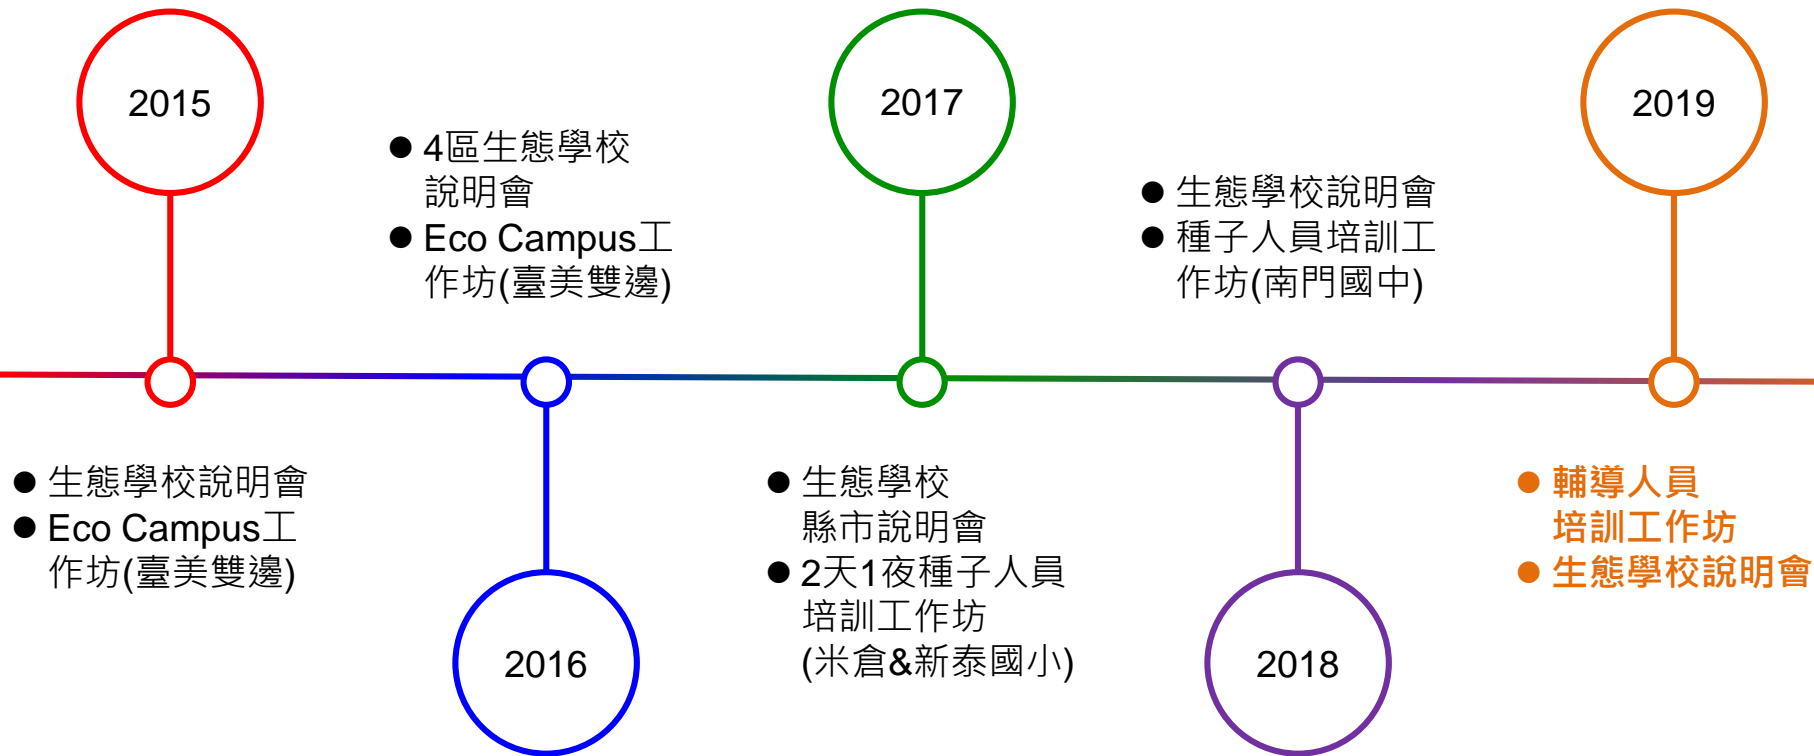 2015
● 生態學校說明會
● Eco Campus工
作坊(臺美雙邊)
● 4區生態學校
說明會
● Eco Campus工
作坊(臺美雙邊)
2016
2017
● 生態學校
縣市說明會
● 2天1夜種子人員
培訓工作坊
(米倉&新泰國小)
● 生態學校說明會
● 種子人員培訓工
作坊(南門國中)
2018
2019
● 輔導人員
培訓工作坊
● 生態學校說明會